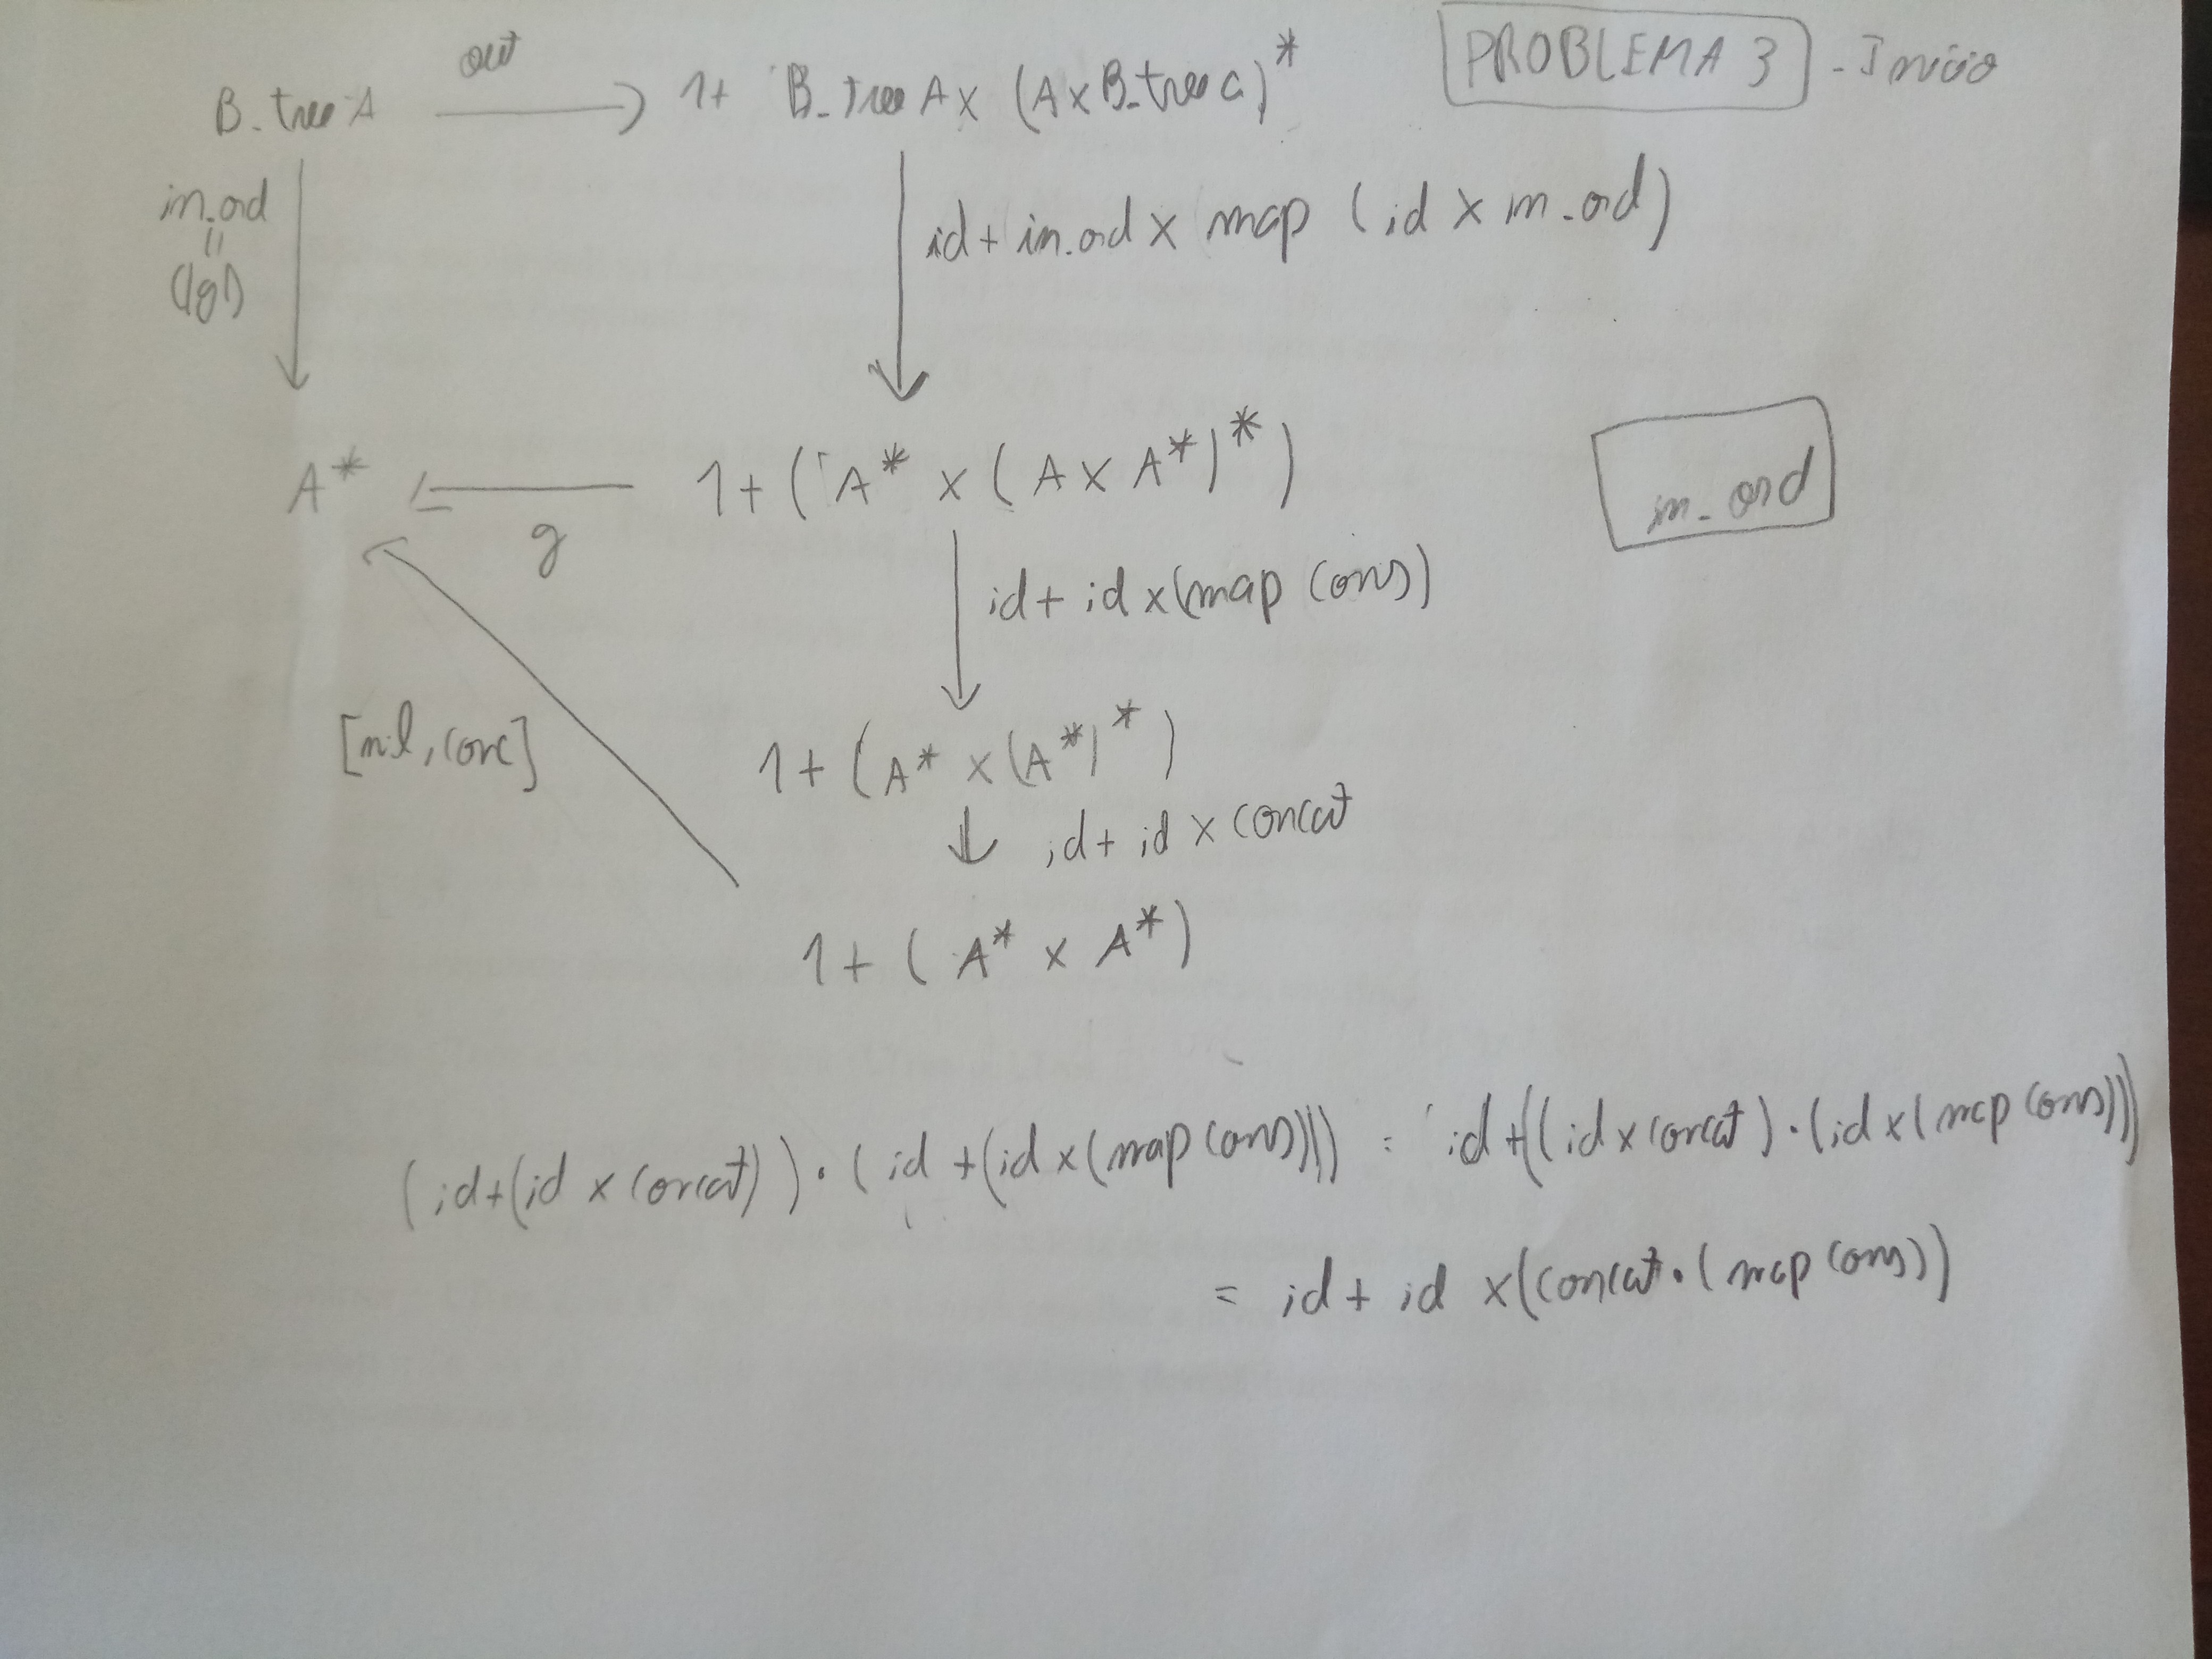 out
B_tree A → 1 + B_tree A × (A × B_tree a)*
PROBLEMA 3 - Início
in_ord
=
(|g|)
id + in_ord × map (id × in_ord)
A* ← 1 + (A* × (A × A*)*)
g
in_ord
id + id × (map cons)
[nil, conc]
1 + (A* × (A*)*)
↓ id + id × concat
1 + (A* × A*)
(id + (id × concat)) · (id + (id × (map cons))) = id + ((id × concat) · (id × (map cons)))
= id + id × (concat · (map cons))